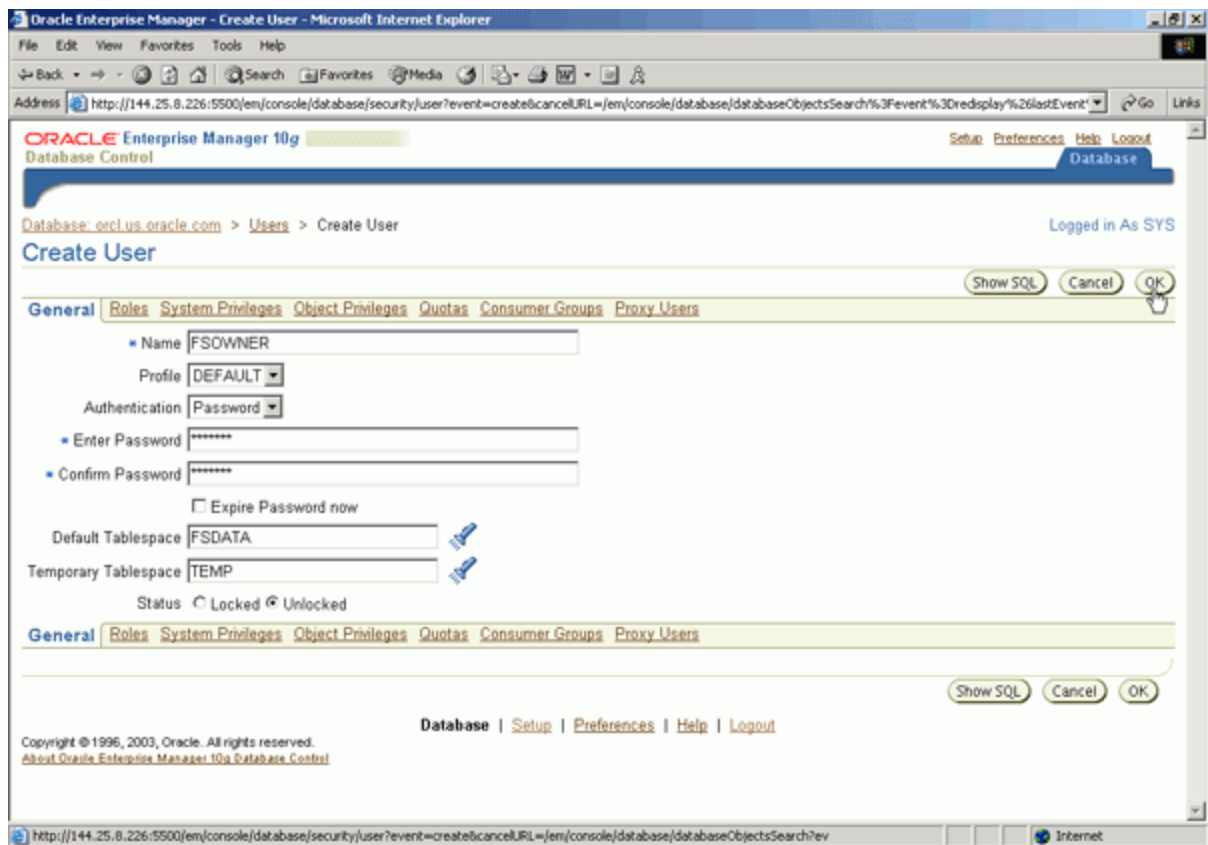 Oracle Enterprise Manager - Create User - Microsoft Internet Explorer
File Edit View Favorites Tools Help
Back Search Favorites Media
Address http://144.25.8.226:5500/em/console/database/security/user?event=create&cancelURL=/em/console/database/databaseObjectsSearch%3Fevent%3Dredisplay%26lastEvent Go Links
ORACLE Enterprise Manager 10g
Database Control
Setup Preferences Help Logout
Database
Database: orcl.us.oracle.com > Users > Create User
Logged in As SYS
Create User
Show SQL Cancel OK
General Roles System Privileges Object Privileges Quotas Consumer Groups Proxy Users
* Name FSOWNER
Profile DEFAULT
Authentication Password
* Enter Password *******
* Confirm Password *******
Expire Password now
Default Tablespace FSDATA
Temporary Tablespace TEMP
Status Locked Unlocked
General Roles System Privileges Object Privileges Quotas Consumer Groups Proxy Users
Show SQL Cancel OK
Database | Setup | Preferences | Help | Logout
Copyright © 1996, 2003, Oracle. All rights reserved.
About Oracle Enterprise Manager 10g Database Control
http://144.25.8.226:5500/em/console/database/security/user?event=create&cancelURL=/em/console/database/databaseObjectsSearch?ev Internet